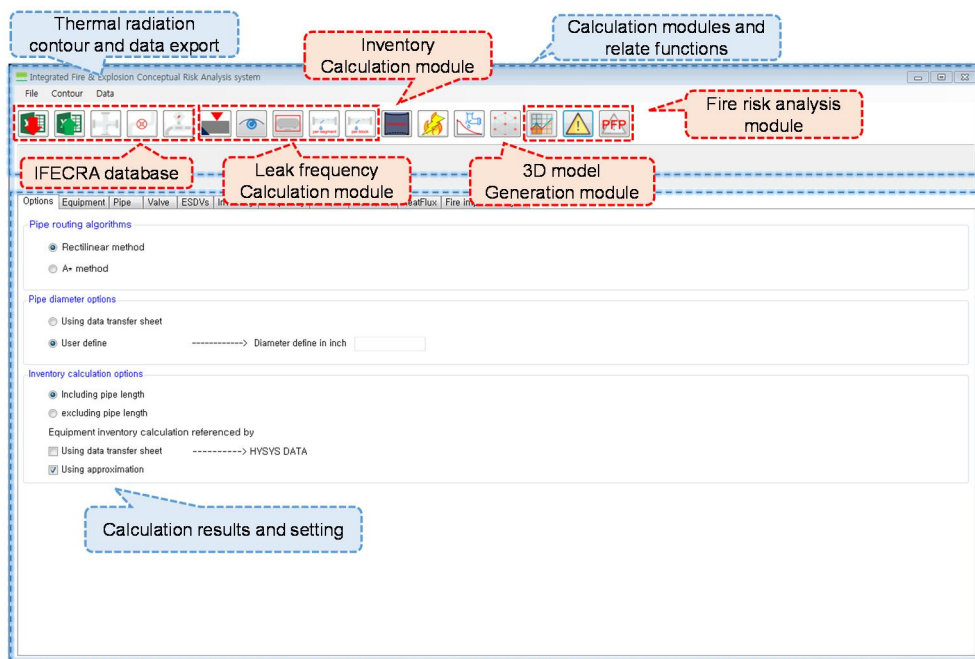 Thermal radiation
contour and data export
Inventory
Calculation module
Calculation modules and
relate functions
Integrated Fire & Explosion Conceptual Risk Analysis system
File Contour Data
Fire risk analysis
module
per segment
PFP
IFECRA database
Leak frequency
Calculation module
3D model
Generation module
Options Equipment Pipe Valve ESDVs
Pipe routing algorithms
Rectilinear method
A* method
Pipe diameter options
Using data transfer sheet
User define ------------> Diameter define in inch
Inventory calculation options
Including pipe length
excluding pipe length
Equipment inventory calculation referenced by
Using data transfer sheet ----------> HYSYS DATA
Using approximation
Calculation results and setting